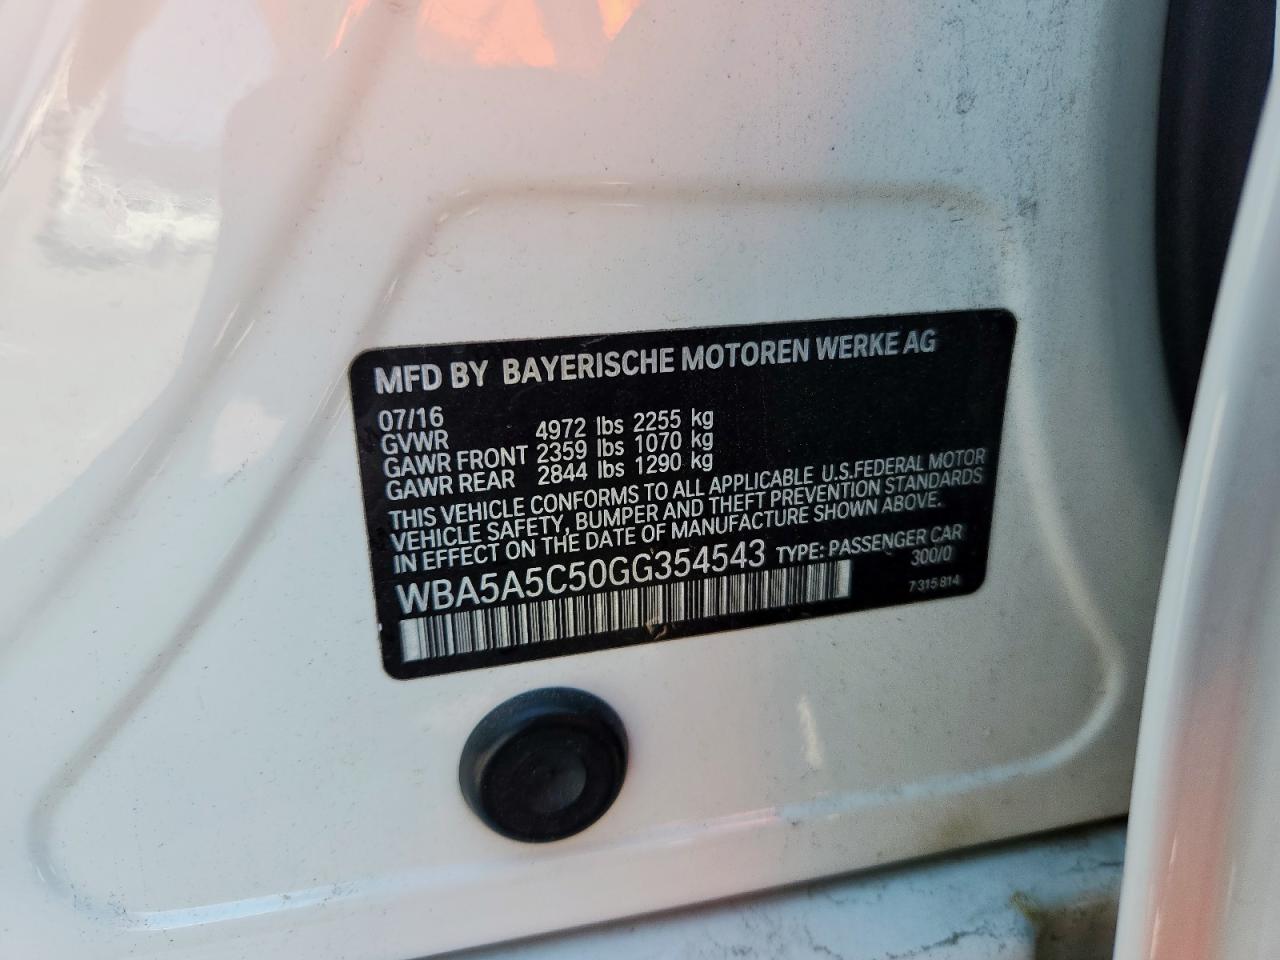 MFD BY BAYERISCHE MOTOREN WERKE AG
07/16
GVWR 4972 lbs 2255 kg
GAWR FRONT 2359 lbs 1070 kg
GAWR REAR 2844 lbs 1290 kg
THIS VEHICLE CONFORMS TO ALL APPLICABLE U.S.FEDERAL MOTOR
VEHICLE SAFETY, BUMPER AND THEFT PREVENTION STANDARDS
IN EFFECT ON THE DATE OF MANUFACTURE SHOWN ABOVE.
WBA5A5C50GG354543 TYPE: PASSENGER CAR
300/0
7 315 814